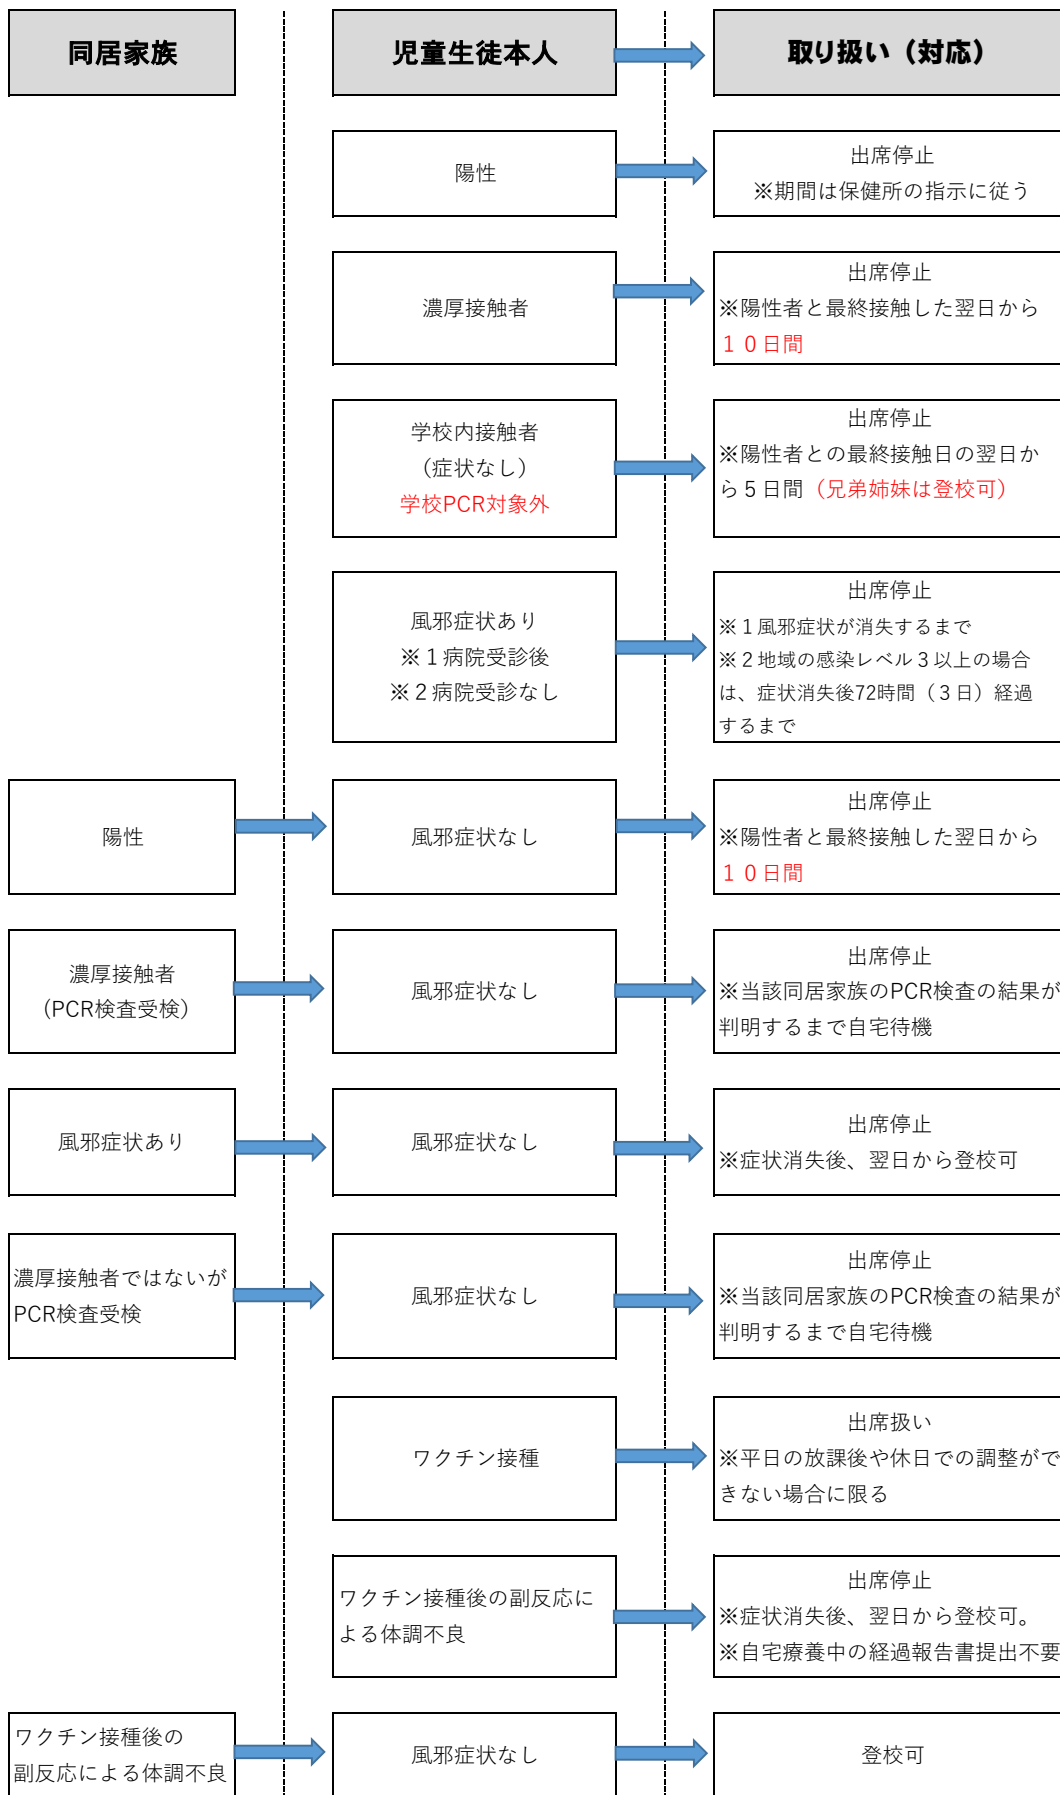 同居家族
児童生徒本人
取り扱い（対応）
陽性
出席停止
※期間は保健所の指示に従う
濃厚接触者
出席停止
※陽性者と最終接触した翌日から
１０日間
学校内接触者
（症状なし）
学校PCR対象外
出席停止
※陽性者との最終接触日の翌日か
ら５日間（兄弟姉妹は登校可）
風邪症状あり
※１病院受診後
※２病院受診なし
出席停止
※１風邪症状が消失するまで
※２地域の感染レベル３以上の場合
は、症状消失後72時間（３日）経過
するまで
陽性
風邪症状なし
出席停止
※陽性者と最終接触した翌日から
１０日間
濃厚接触者
（PCR検査受検）
風邪症状なし
出席停止
※当該同居家族のPCR検査の結果が
判明するまで自宅待機
風邪症状あり
風邪症状なし
出席停止
※症状消失後、翌日から登校可
濃厚接触者ではないが
PCR検査受検
風邪症状なし
出席停止
※当該同居家族のPCR検査の結果が
判明するまで自宅待機
ワクチン接種
出席扱い
※平日の放課後や休日での調整がで
きない場合に限る
ワクチン接種後の副反応に
よる体調不良
出席停止
※症状消失後、翌日から登校可。
※自宅療養中の経過報告書提出不要
ワクチン接種後の
副反応による体調不良
風邪症状なし
登校可